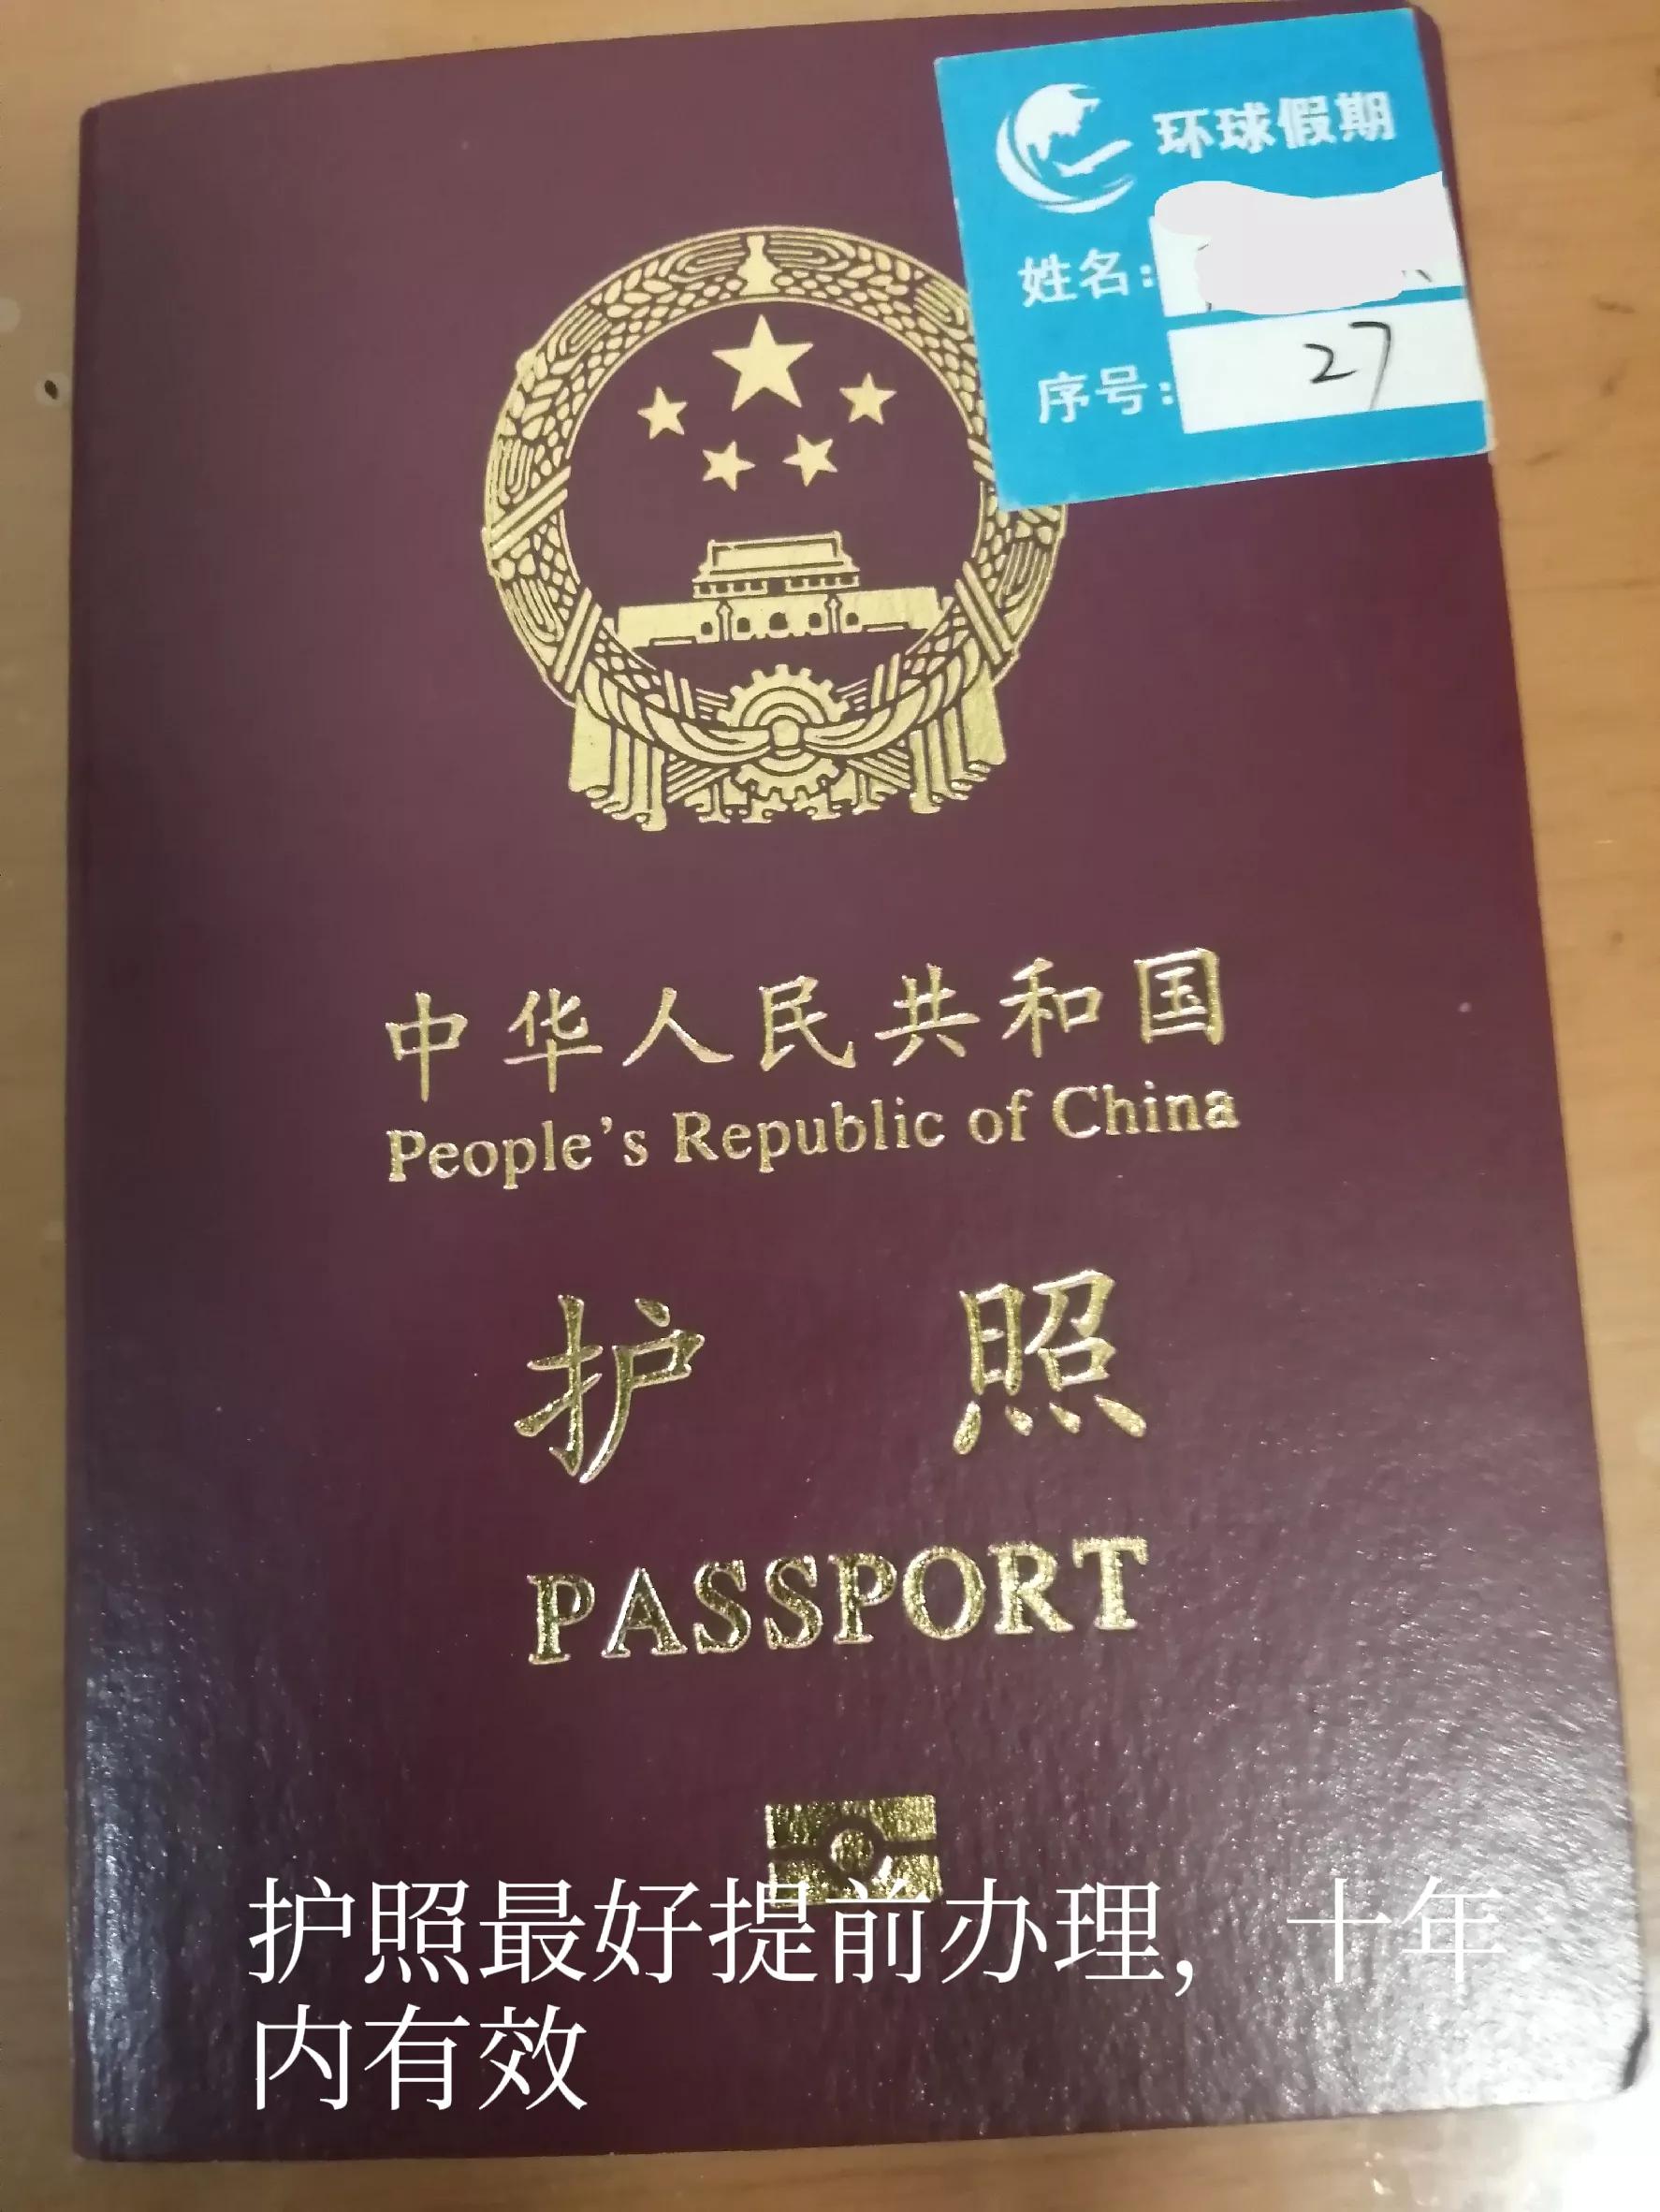 环球假期
姓名:
序号: 27
中华人民共和国
People's Republic of China
护 照
PASSPORT
护照最好提前办理, 十年
内有效